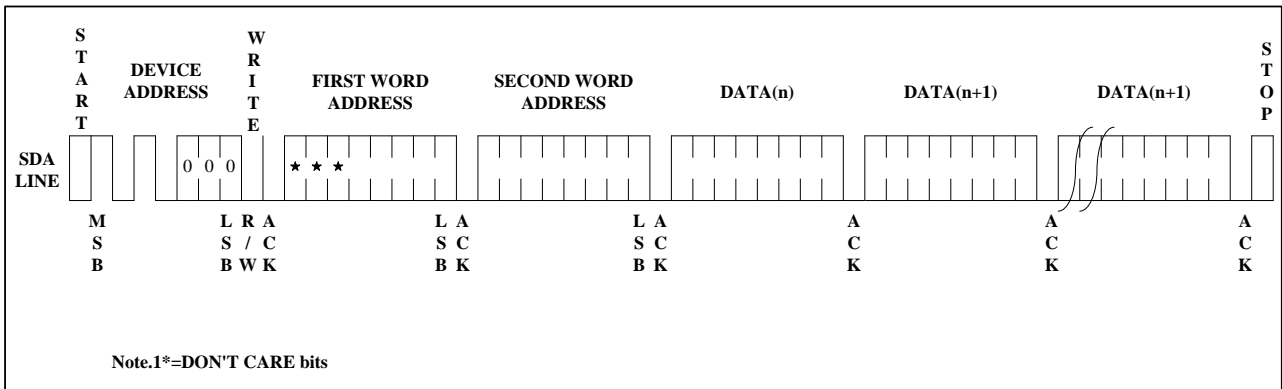 START
WRITE
STOP
DEVICE
ADDRESS
FIRST WORD
ADDRESS
SECOND WORD
ADDRESS
DATA(n)
DATA(n+1)
DATA(n+1)
SDA
LINE
0 0 0
★ ★ ★
MSB
LSB
R/W
ACK
LSB
ACK
LSB
ACK
ACK
ACK
ACK
Note.1*=DON'T CARE bits